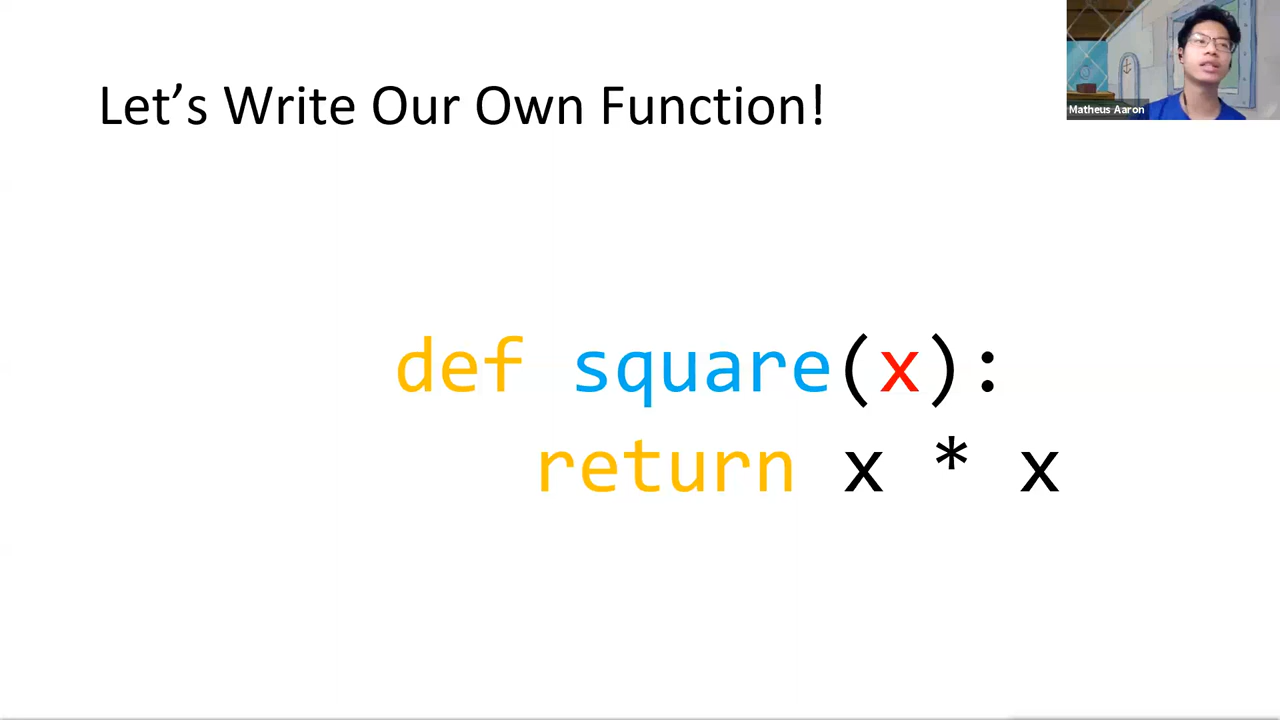 Let’s Write Our Own Function!
Matheus Aaron
def square(x):
    return x * x